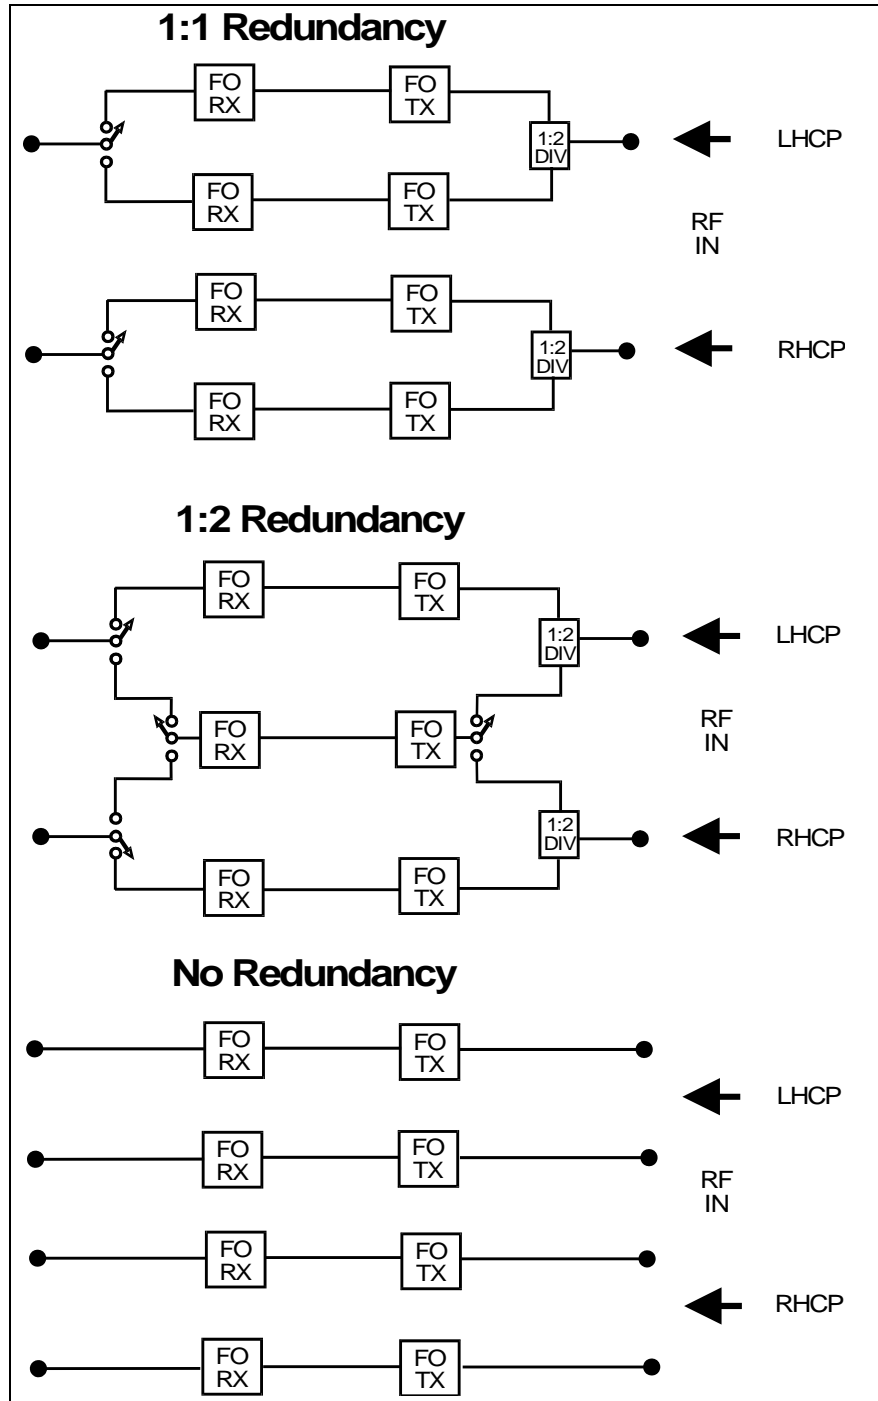 1:1 Redundancy
FO
RX
FO
TX
1:2
DIV
LHCP
FO
RX
FO
TX
RF
IN
FO
RX
FO
TX
1:2
DIV
RHCP
FO
RX
FO
TX
1:2 Redundancy
FO
RX
FO
TX
1:2
DIV
LHCP
FO
RX
FO
TX
RF
IN
1:2
DIV
RHCP
FO
RX
FO
TX
No Redundancy
FO
RX
FO
TX
LHCP
FO
RX
FO
TX
RF
IN
FO
RX
FO
TX
RHCP
FO
RX
FO
TX